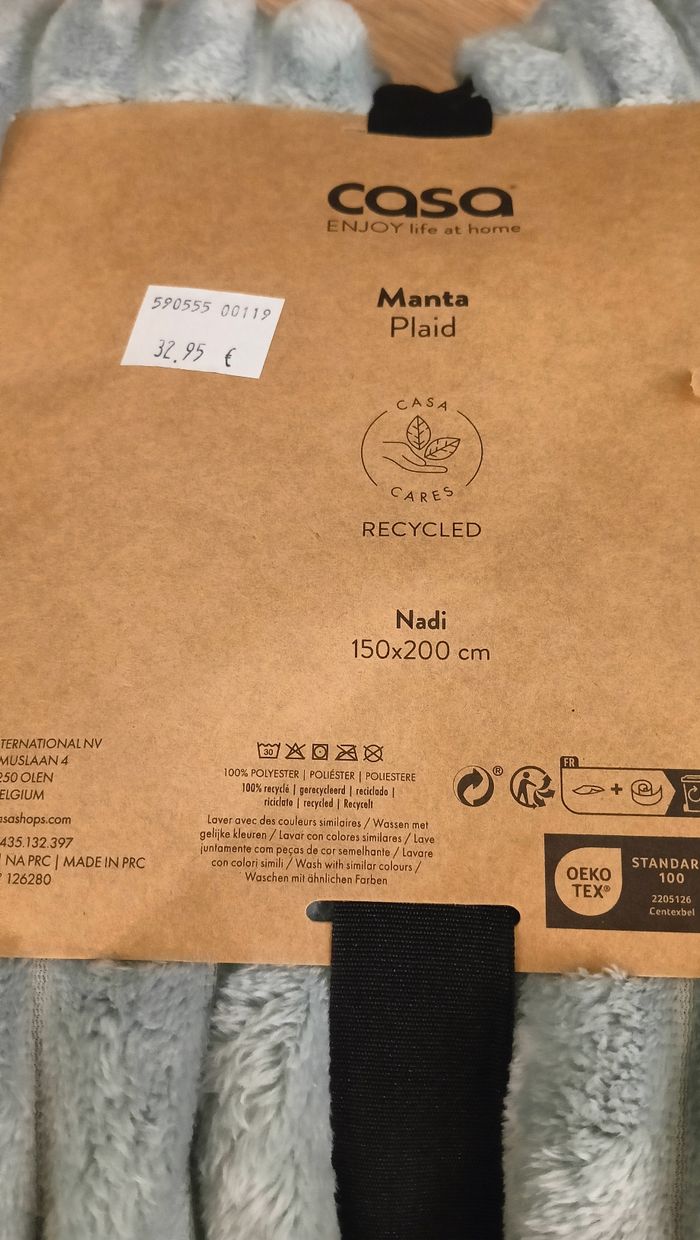 casa
ENJOY life at home
590555 00119
32.95 €
Manta
Plaid
CASA
CARES
RECYCLED
Nadi
150x200 cm
TERNATIONAL NV
MUSLAAN 4
250 OLEN
ELGIUM
asashops.com
435.132.397
NA PRC | MADE IN PRC
° 126280
30
100% POLYESTER | POLIÉSTER | POLIESTERE
100% recyclé | gerecycleerd | reciclado |
riciclato | recycled | Recycelt
Laver avec des couleurs similaires / Wassen met
gelijke kleuren / Lavar con colores similares / Lave
juntamente com peças de cor semelhante / Lavare
con colori simili / Wash with similar colours /
Waschen mit ähnlichen Farben
®
FR
+
OEKO
TEX®
STANDAR
100
2205126
Centexbel